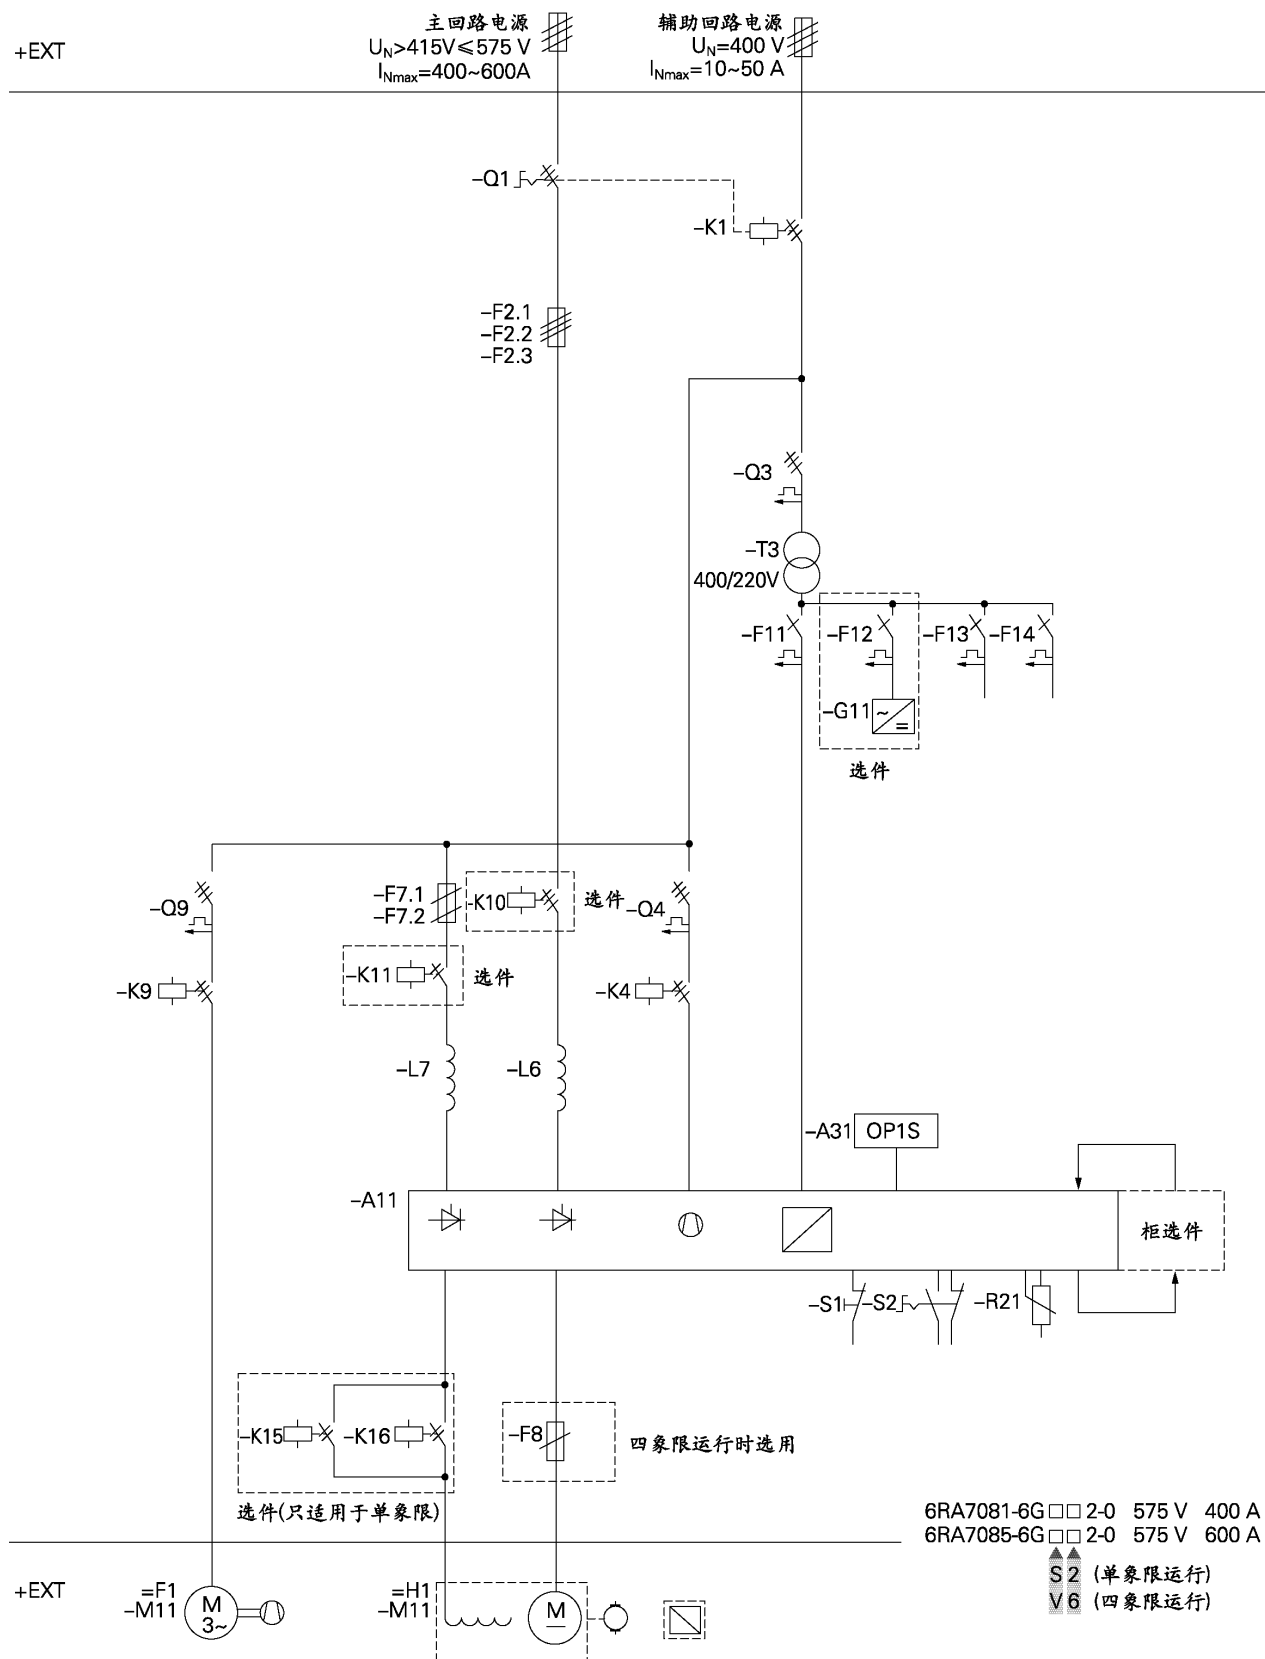 +EXT
主回路电源
U_N>415V≤575 V
I_Nmax=400~600A
辅助回路电源
U_N=400 V
I_Nmax=10~50 A
–Q1
–K1
–F2.1
–F2.2
–F2.3
–Q3
–T3
400/220V
–F11
–F12
–F13
–F14
–G11
~
=
选件
–Q9
–F7.1
–F7.2
–K10
选件
–Q4
–K9
–K11
选件
–K4
–L7
–L6
–A31
OP1S
–A11
柜选件
–S1
–S2
–R21
–K15
–K16
–F8
四象限运行时选用
选件(只适用于单象限)
6RA7081-6G□□2-0 575 V 400 A
6RA7085-6G□□2-0 575 V 600 A
S 2 (单象限运行)
V 6 (四象限运行)
+EXT
=F1
–M11
M
3~
=H1
–M11
M